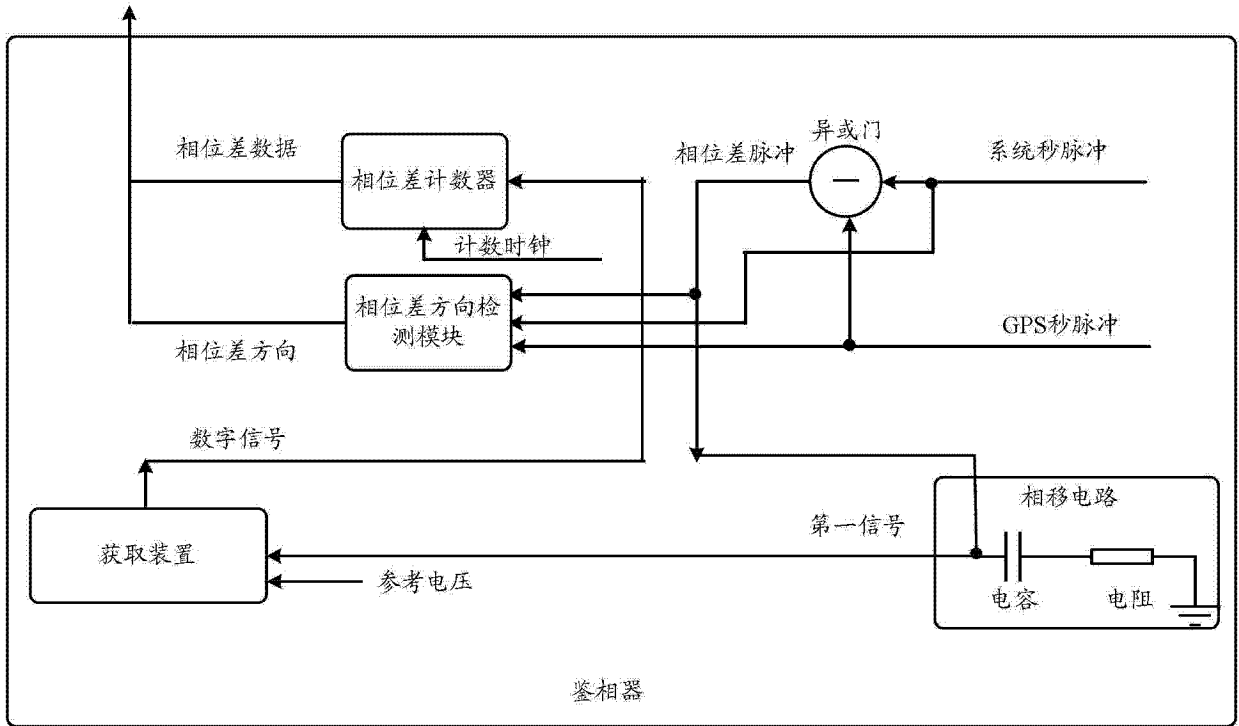 异或门
相位差数据
相位差计数器
相位差脉冲
系统秒脉冲
计数时钟
相位差方向检
测模块
相位差方向
GPS秒脉冲
数字信号
相移电路
第一信号
获取装置
参考电压
电容
电阻
鉴相器